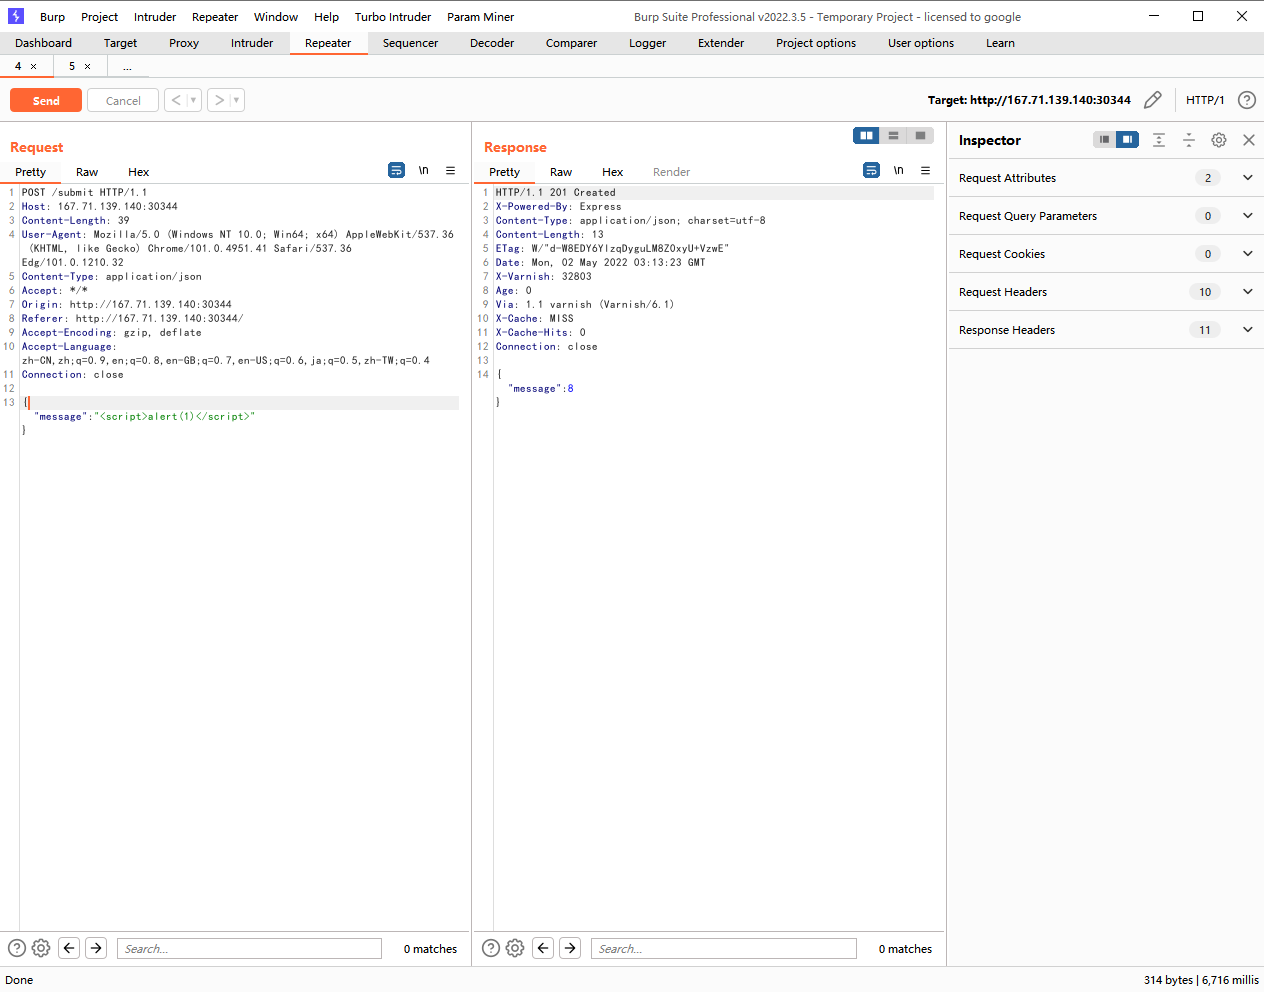 Burp Project Intruder Repeater Window Help Turbo Intruder Param Miner Burp Suite Professional v2022.3.5 - Temporary Project - licensed to google
Dashboard Target Proxy Intruder Repeater Sequencer Decoder Comparer Logger Extender Project options User options Learn
4 × 5 × ...
Send Cancel < > Target: http://167.71.139.140:30344 HTTP/1 ?
Request
Pretty Raw Hex \n
1 POST /submit HTTP/1.1
2 Host: 167.71.139.140:30344
3 Content-Length: 39
4 User-Agent: Mozilla/5.0 (Windows NT 10.0; Win64; x64) AppleWebKit/537.36
(KHTML, like Gecko) Chrome/101.0.4951.41 Safari/537.36
Edg/101.0.1210.32
5 Content-Type: application/json
6 Accept: */*
7 Origin: http://167.71.139.140:30344
8 Referer: http://167.71.139.140:30344/
9 Accept-Encoding: gzip, deflate
10 Accept-Language:
zh-CN,zh;q=0.9,en;q=0.8,en-GB;q=0.7,en-US;q=0.6,ja;q=0.5,zh-TW;q=0.4
11 Connection: close
12
13 {
"message":"<script>alert(1)</script>"
}
? Search... 0 matches
Response
Pretty Raw Hex Render \n
1 HTTP/1.1 201 Created
2 X-Powered-By: Express
3 Content-Type: application/json; charset=utf-8
4 Content-Length: 13
5 ETag: W/"d-W8EDY6YIzqDyguLM8Z0xyU+VzwE"
6 Date: Mon, 02 May 2022 03:13:23 GMT
7 X-Varnish: 32803
8 Age: 0
9 Via: 1.1 varnish (Varnish/6.1)
10 X-Cache: MISS
11 X-Cache-Hits: 0
12 Connection: close
13
14 {
"message":8
}
? Search... 0 matches
Inspector
Request Attributes 2
Request Query Parameters 0
Request Cookies 0
Request Headers 10
Response Headers 11
Done 314 bytes | 6,716 millis